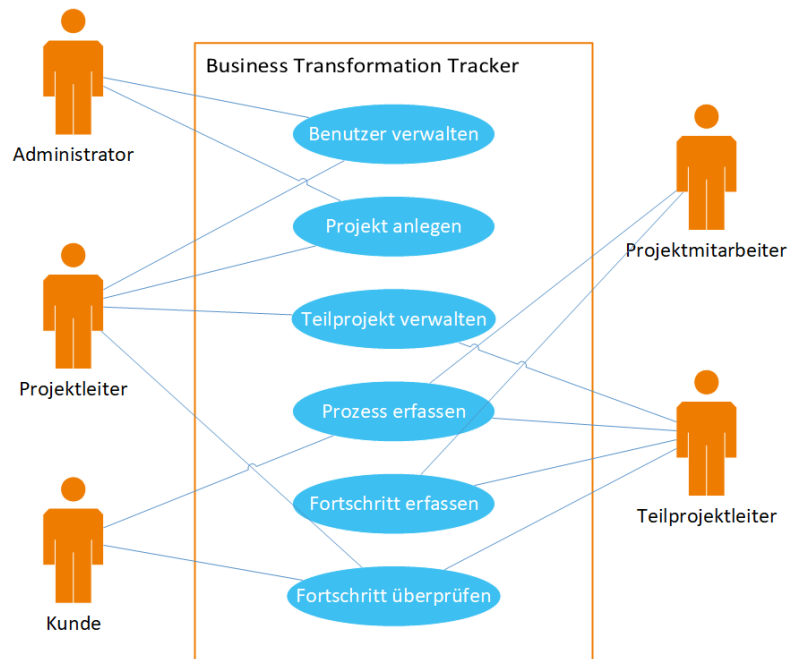 Business Transformation Tracker
Administrator
Benutzer verwalten
Projekt anlegen
Projektmitarbeiter
Teilprojekt verwalten
Projektleiter
Prozess erfassen
Fortschritt erfassen
Teilprojektleiter
Fortschritt überprüfen
Kunde